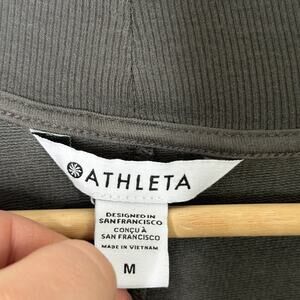 ATHLETA
DESIGNED IN
SAN FRANCISCO
CONÇU À
SAN FRANCISCO
MADE IN VIETNAM
M